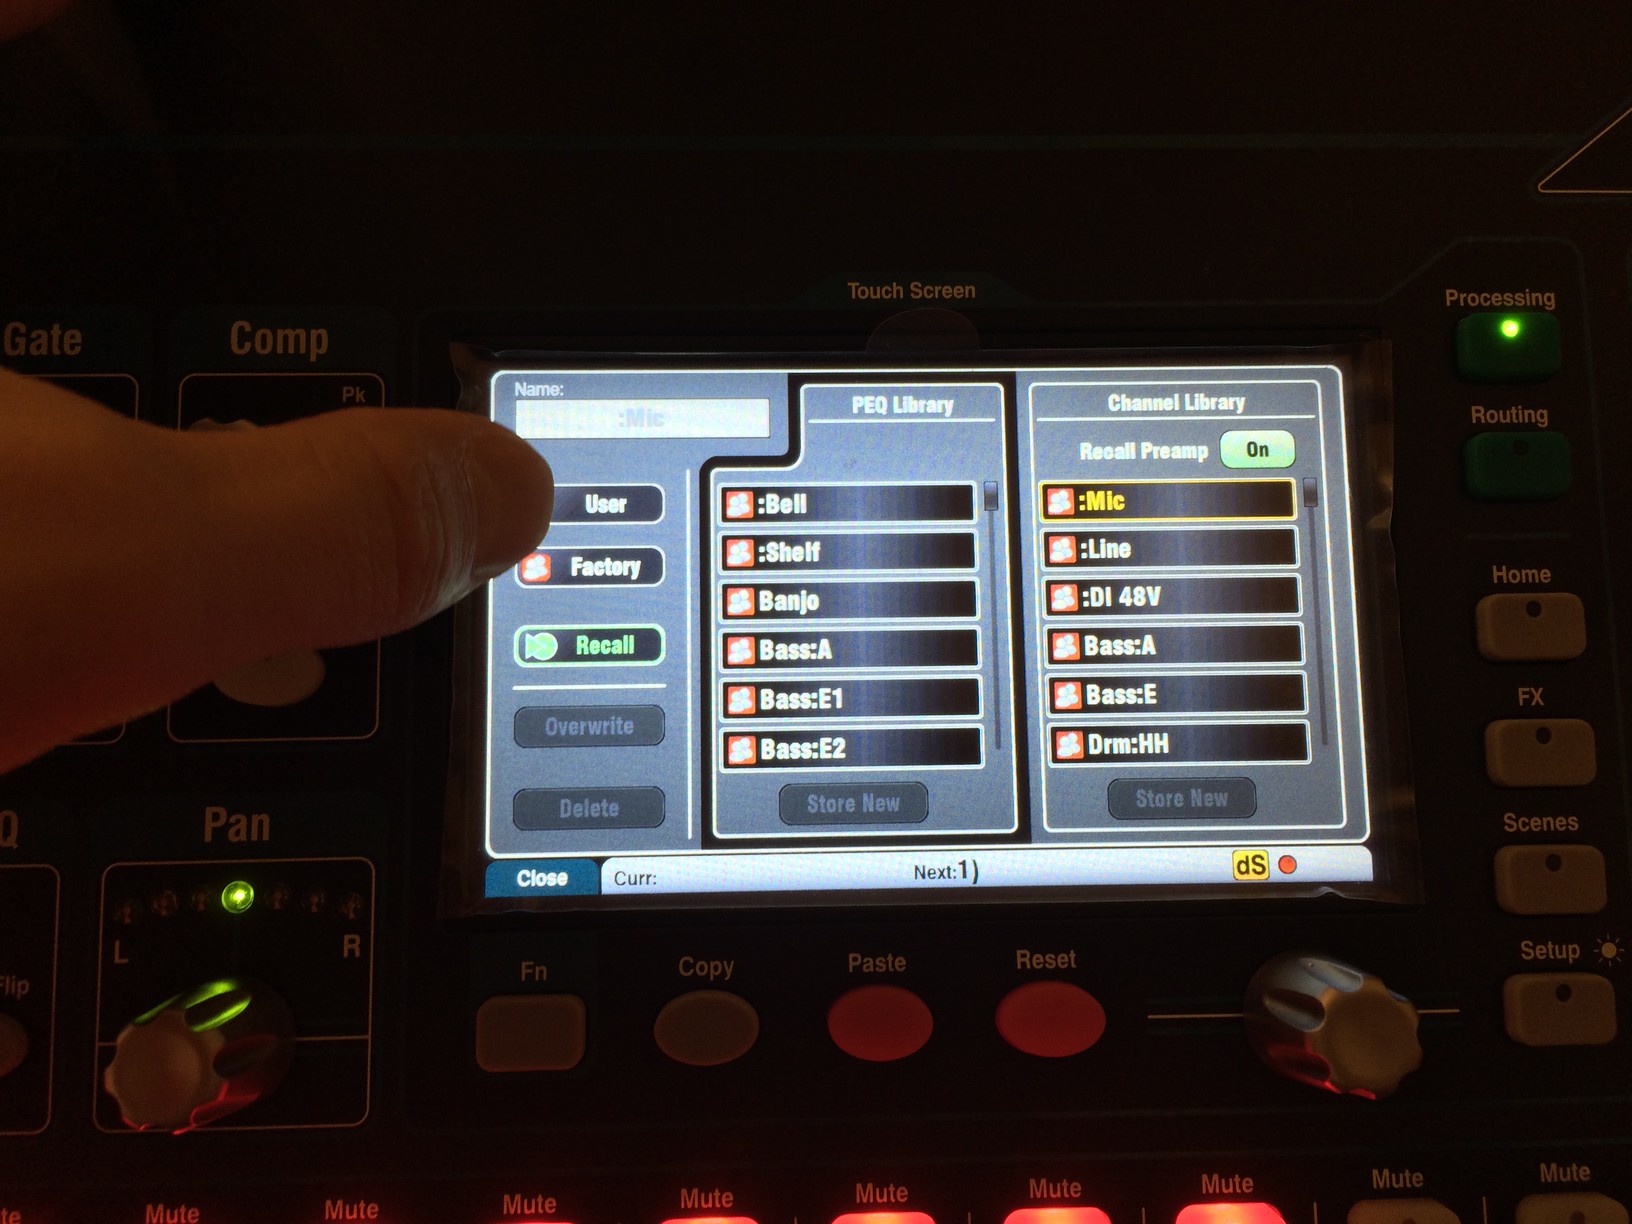 Touch Screen
Processing
Routing
Home
FX
Scenes
Setup
Gate
Comp
Pk
Name:
:Mic
User
Factory
Recall
Overwrite
Delete
PEQ Library
:Bell
:Shelf
Banjo
Bass:A
Bass:E1
Bass:E2
Store New
Channel Library
Recall Preamp On
:Mic
:Line
:DI 48V
Bass:A
Bass:E
Drm:HH
Store New
Close
Curr:
Next:1)
dS
Q
Pan
L
R
Flip
Fn
Copy
Paste
Reset
Mute
Mute
Mute
Mute
Mute
Mute
Mute
Mute
Mute